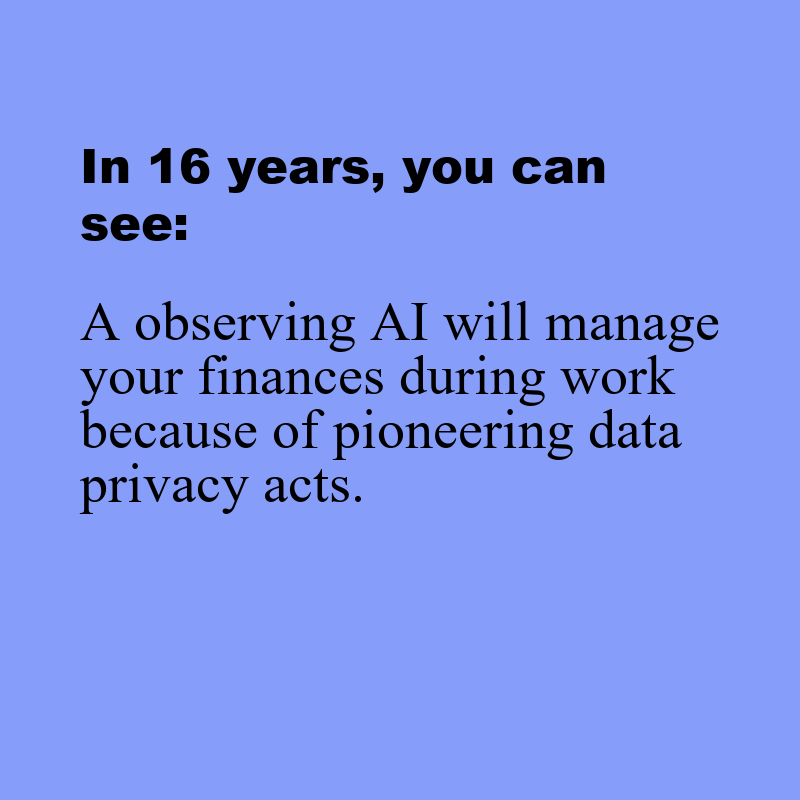 In 16 years, you can
see:
A observing AI will manage
your finances during work
because of pioneering data
privacy acts.